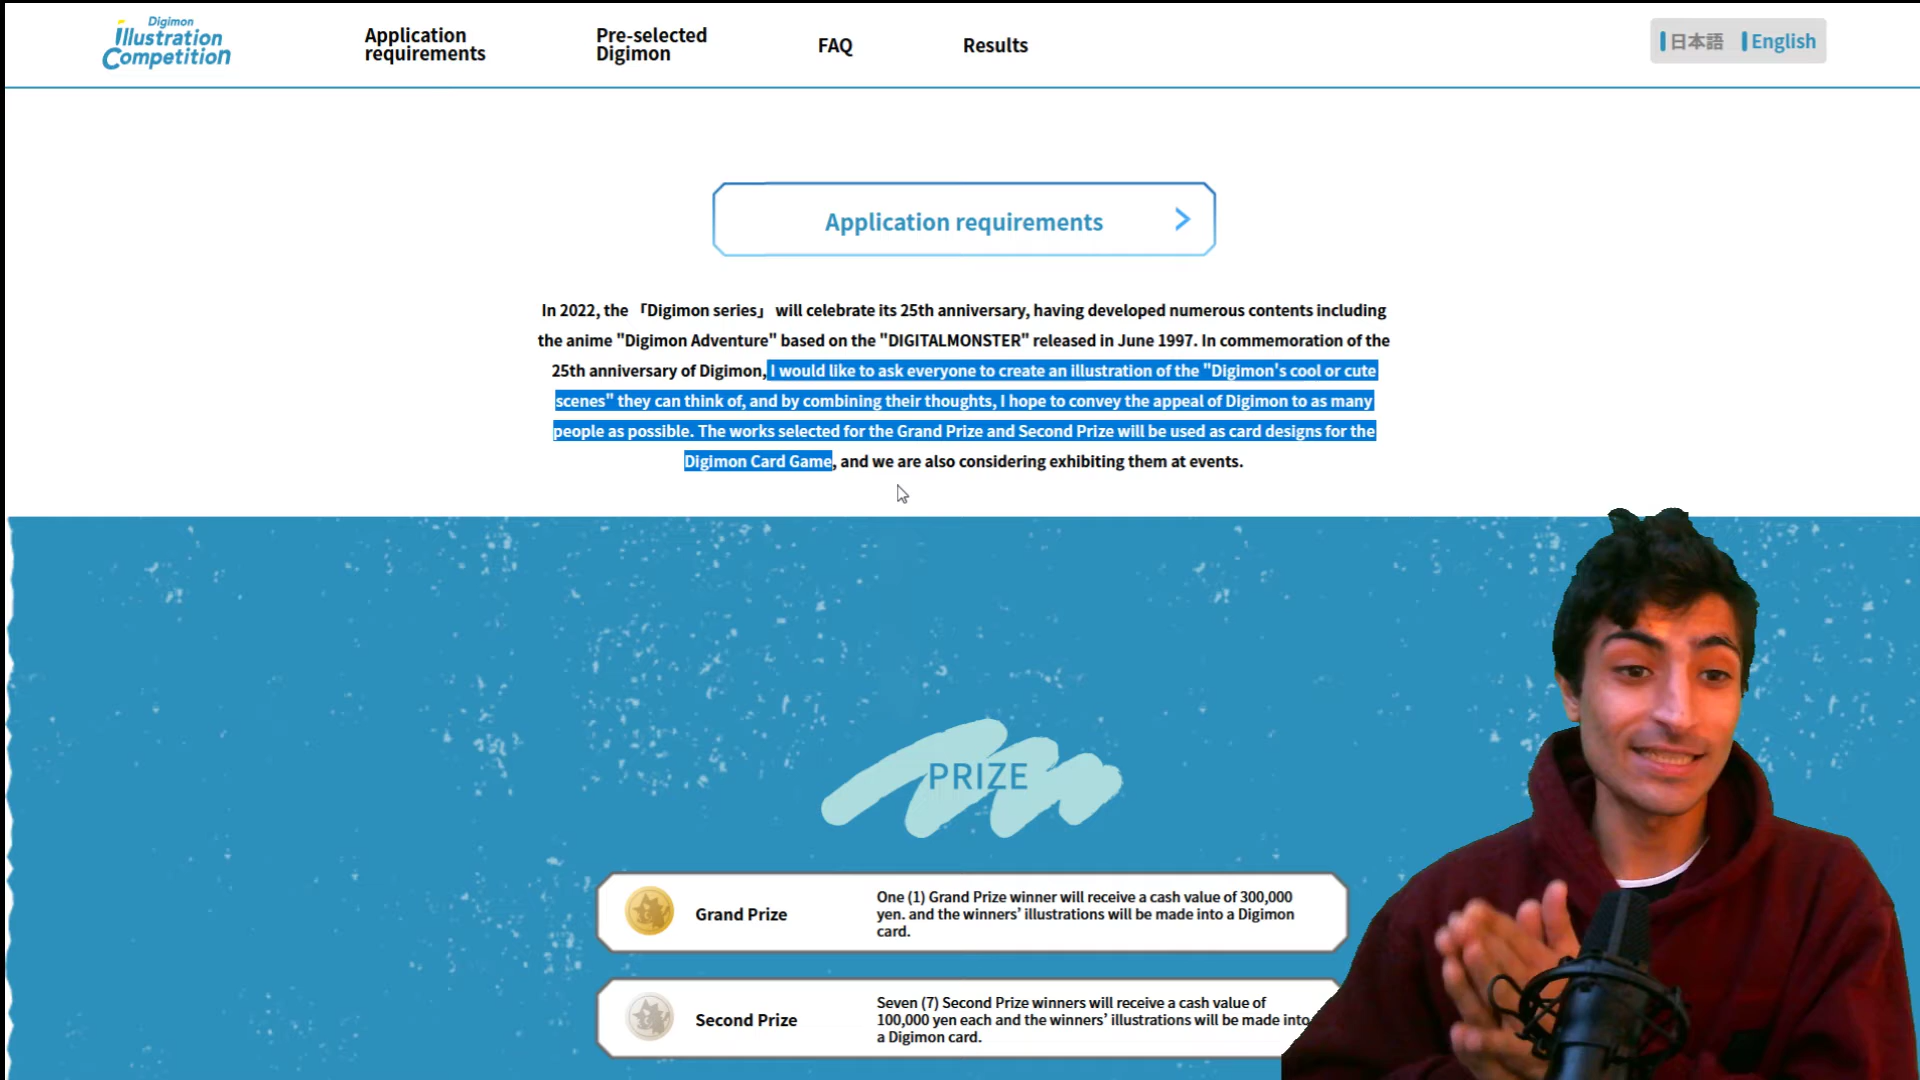 Digimon
illustration
Competition
Application
requirements
Pre-selected
Digimon
FAQ
Results
日本語
English
Application requirements
In 2022, the 「Digimon series」 will celebrate its 25th anniversary, having developed numerous contents including
the anime "Digimon Adventure" based on the "DIGITALMONSTER" released in June 1997. In commemoration of the
25th anniversary of Digimon, I would like to ask everyone to create an illustration of the "Digimon's cool or cute
scenes" they can think of, and by combining their thoughts, I hope to convey the appeal of Digimon to as many
people as possible. The works selected for the Grand Prize and Second Prize will be used as card designs for the
Digimon Card Game, and we are also considering exhibiting them at events.
PRIZE
Grand Prize
One (1) Grand Prize winner will receive a cash value of 300,000
yen. and the winners’ illustrations will be made into a Digimon
card.
Second Prize
Seven (7) Second Prize winners will receive a cash value of
100,000 yen each and the winners’ illustrations will be made into
a Digimon card.